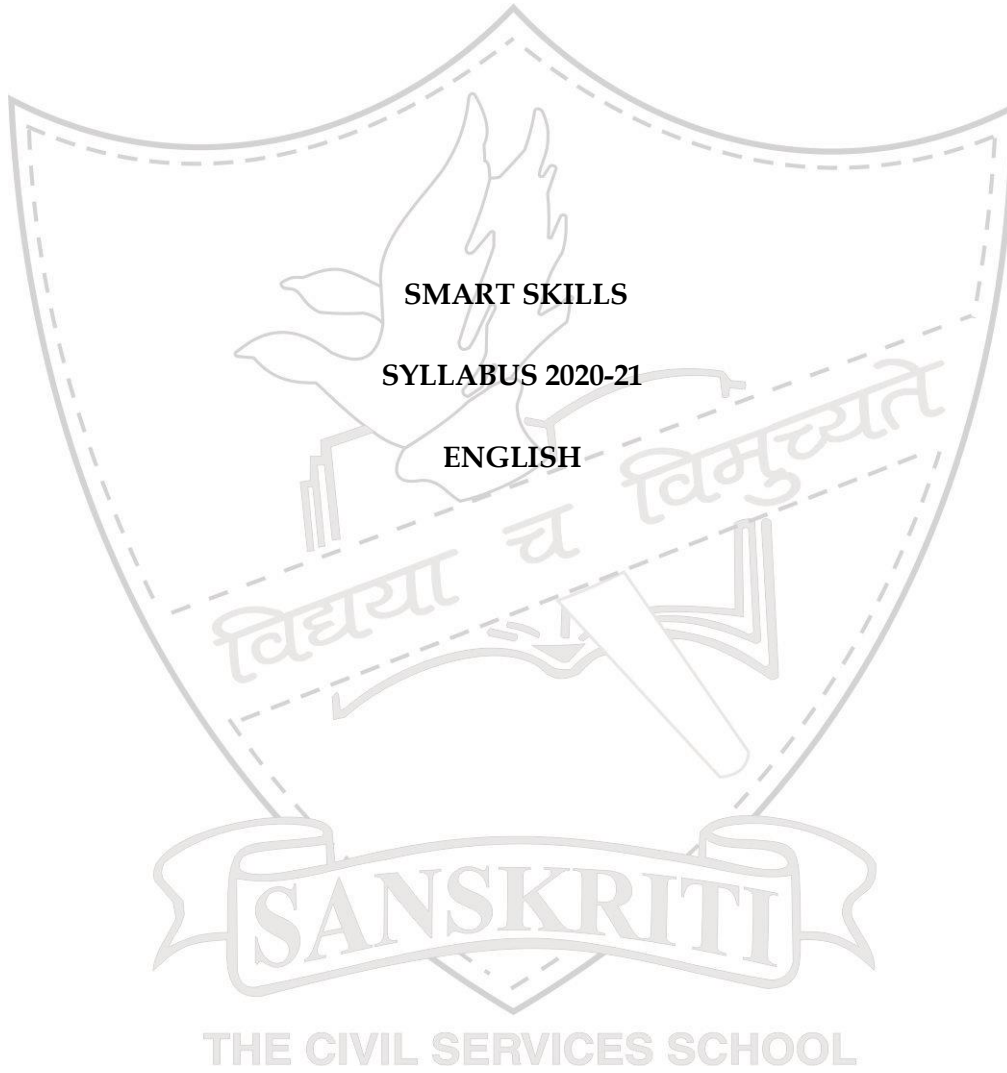 SMART SKILLS
SYLLABUS 2020-21
ENGLISH
विद्यया च विमुच्यते
SANSKRITI
THE CIVIL SERVICES SCHOOL